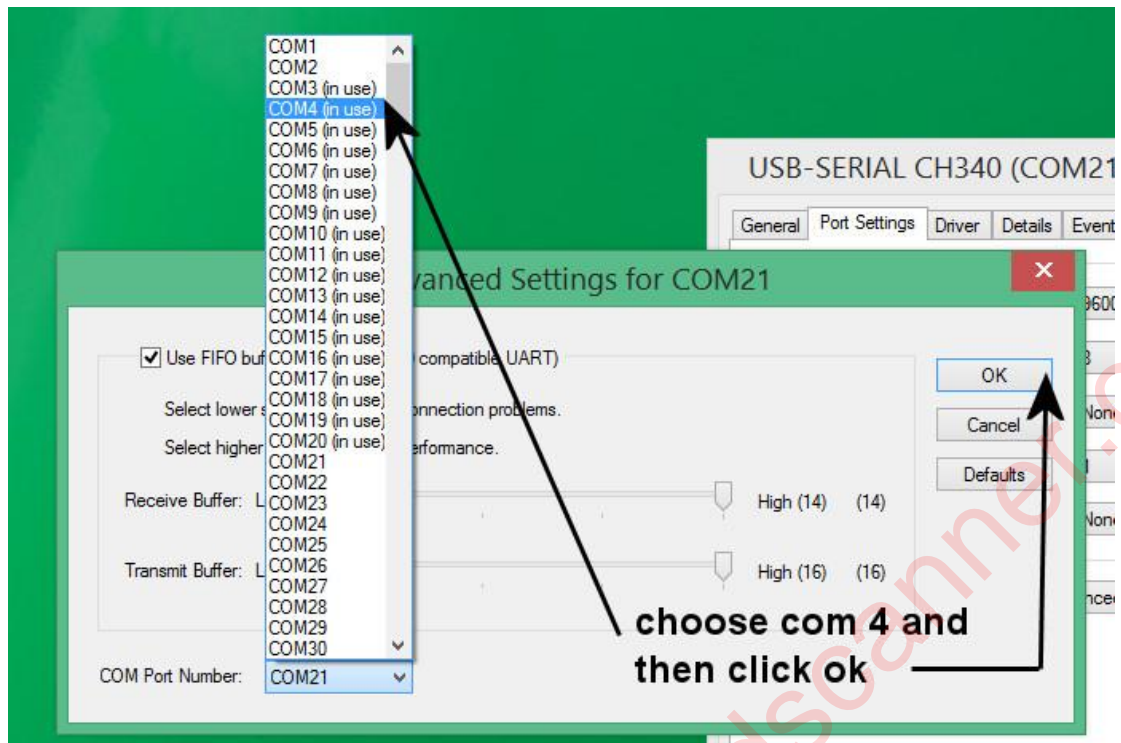 COM1
COM2
COM3 (in use)
COM4 (in use)
COM5 (in use)
COM6 (in use)
COM7 (in use)
COM8 (in use)
COM9 (in use)
COM10 (in use)
COM11 (in use)
COM12 (in use)
COM13 (in use)
COM14 (in use)
COM15 (in use)
COM16 (in use)
COM17 (in use)
COM18 (in use)
COM19 (in use)
COM20 (in use)
COM21
COM22
COM23
COM24
COM25
COM26
COM27
COM28
COM29
COM30
USB-SERIAL CH340 (COM21
General Port Settings Driver Details Event
Settings for COM21
9600
Use FIFO compatible UART)
OK
Select lower problems.
Cancel
Select higher
Defaults
Receive Buffer: High (14) (14)
Transmit Buffer: High (16) (16)
choose com 4 and
then click ok
COM Port Number: COM21